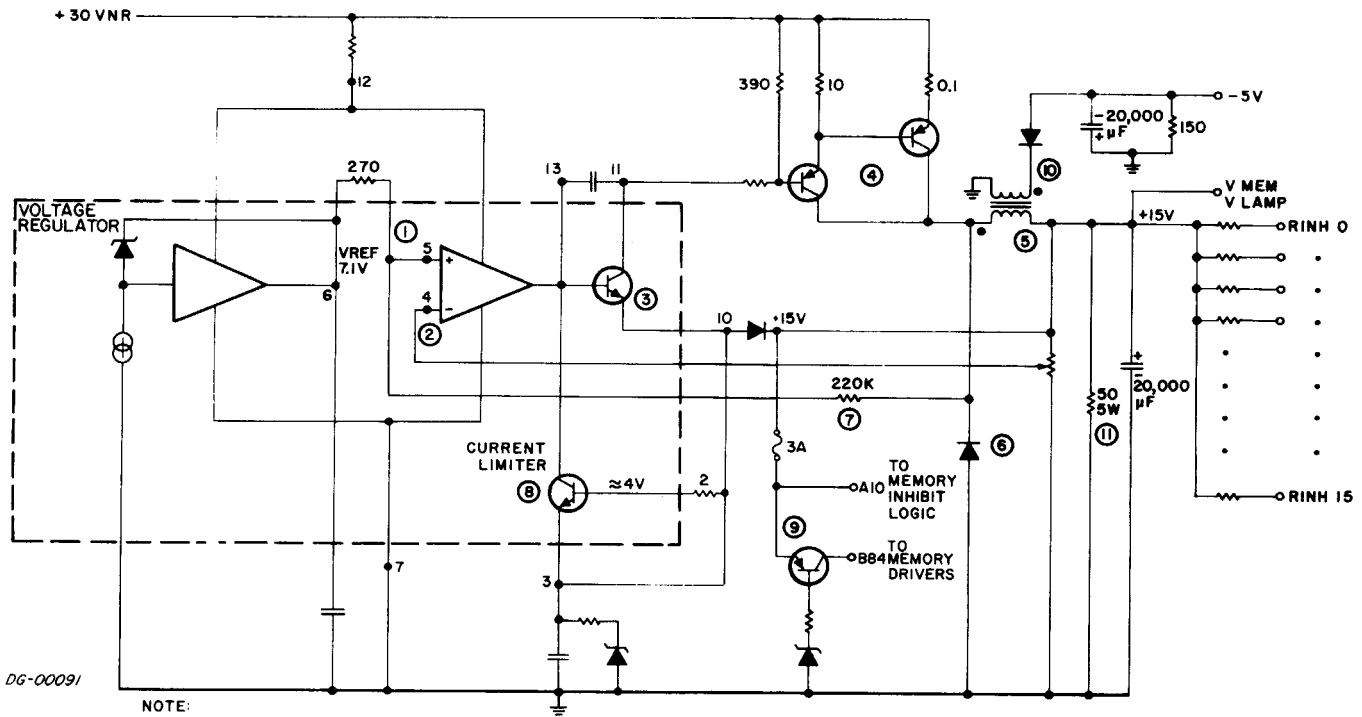 +30 VNR
12
390
10
0.1
-5V
-20,000
+ µF
150
270
13
11
4
10
VOLTAGE
REGULATOR
V MEM
V LAMP
1
5
+15V
RINH 0
VREF
7.1V
5
+
6
4
-
3
2
10
+15V
+
-
20,000
µF
220K
7
50
5W
11
3A
6
CURRENT
LIMITER
8
≈4V
2
TO
MEMORY
INHIBIT
LOGIC
A10
RINH 15
9
7
B84
TO
MEMORY
DRIVERS
3
DG-00091
NOTE: